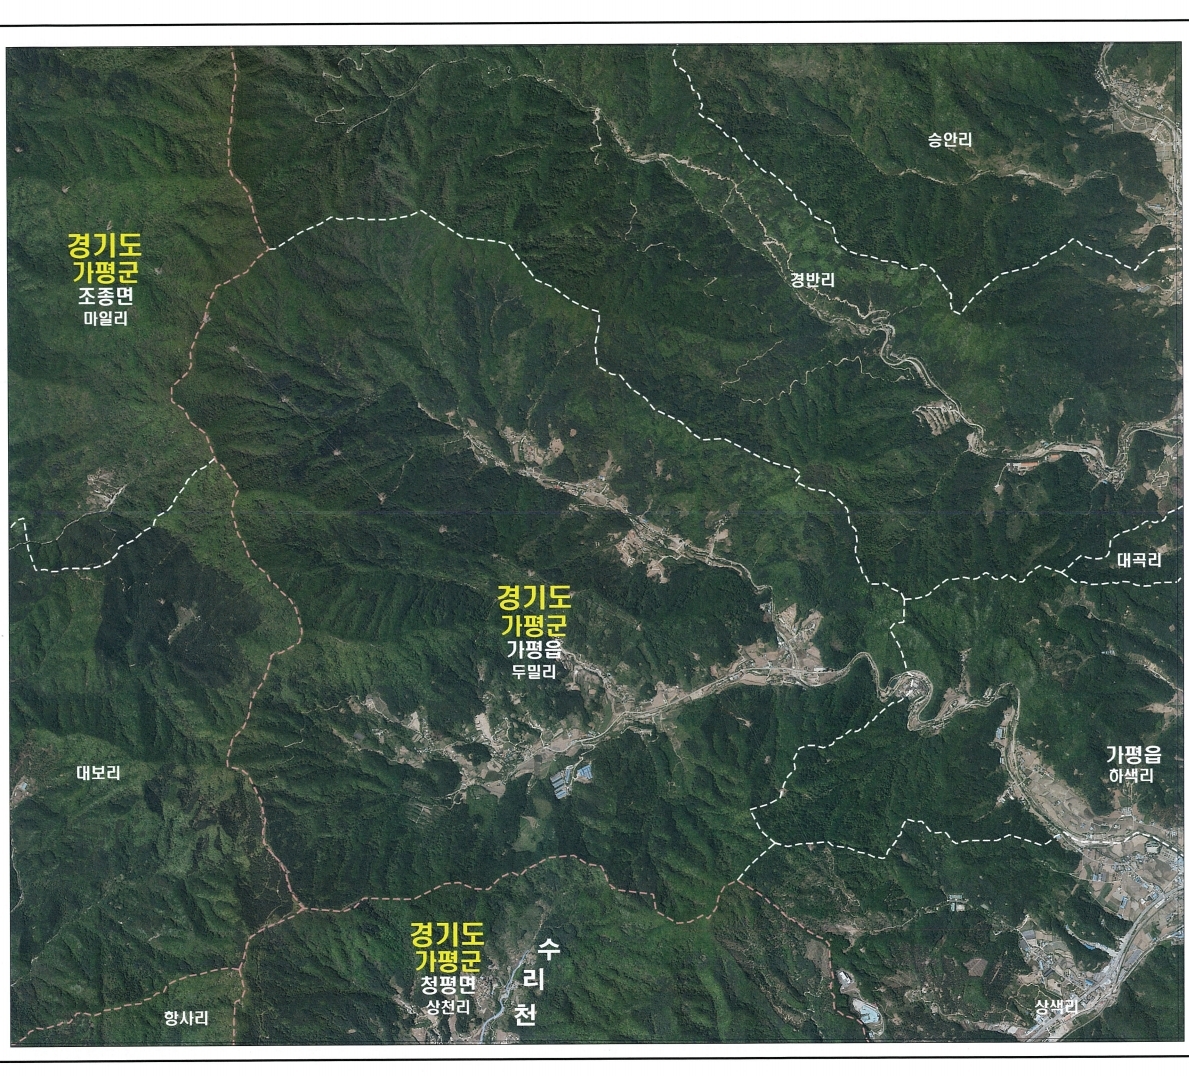 승안리
경기도
가평군
조종면
마일리
경반리
대곡리
경기도
가평군
가평읍
두밀리
대보리
가평읍
하색리
경기도
가평군
청평면
상천리
수
리
천
항사리
상색리